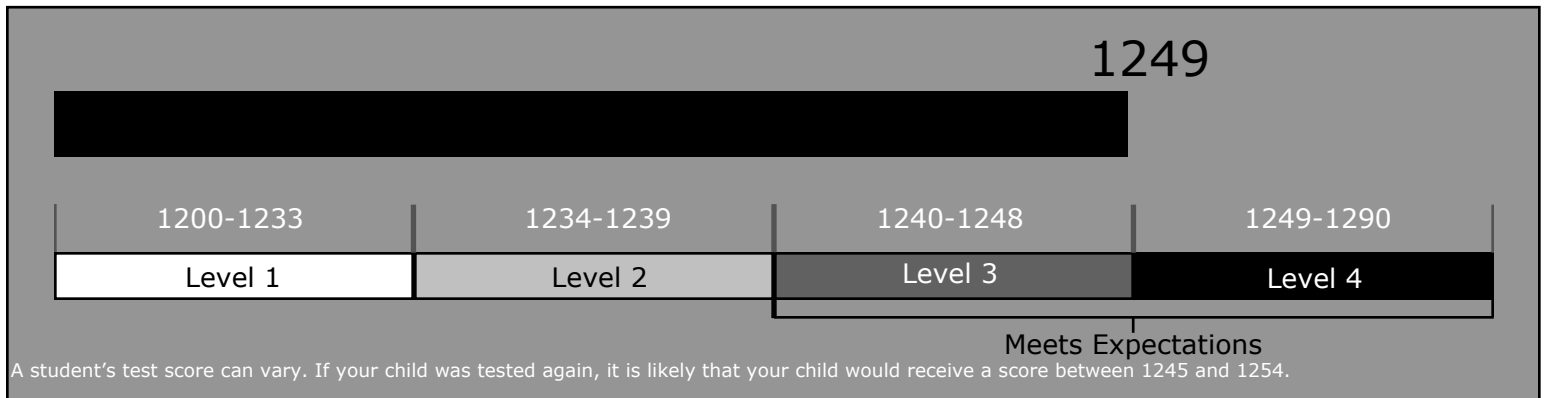 1249
1200-1233 1234-1239 1240-1248 1249-1290
Level 1 Level 2 Level 3 Level 4
Meets Expectations
A student’s test score can vary. If your child was tested again, it is likely that your child would receive a score between 1245 and 1254.